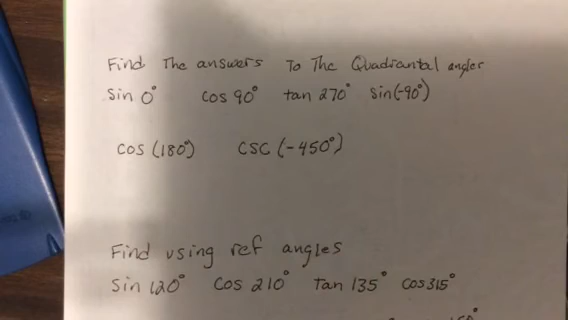 Find The answers To The Quadrantal angles
Sin 0° Cos 90° tan 270° Sin(-90°)
Cos (180°) CSC (-450°)
Find using ref angles
Sin 120° Cos 210° Tan 135° Cos 315°